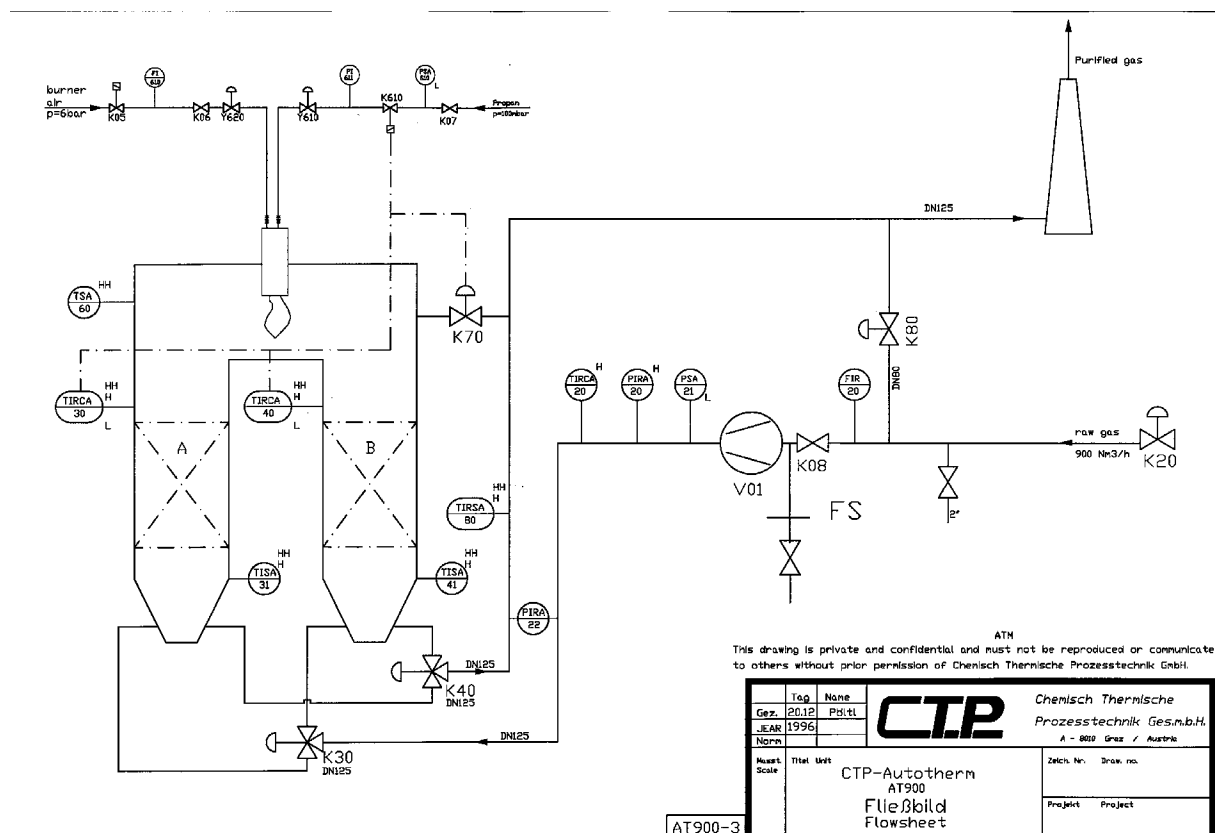 Purified gas
burner
air
p=6bar
K05
PI
610
K06
Y620
Y610
PI
611
K610
PSA
610
L
K07
Propan
p=100mbar
DN125
TSA
60
HH
K70
K80
DN80
TIRCA
30
HH
H
L
TIRCA
40
HH
H
L
TIRCA
20
H
PIRA
20
H
PSA
21
L
FIR
20
A
B
V01
K08
raw gas
900 Nm3/h
K20
FS
2"
TIRSA
80
HH
H
TISA
31
HH
H
TISA
41
HH
H
PIRA
22
DN125
K40
DN125
K30
DN125
DN125
ATM
This drawing is private and confidential and must not be reproduced or communicate
to others without prior permission of Chemisch Thermische Prozesstechnik GmbH.
Tag Name
Gez. 20.12 Pöltl
JEAR 1996
Norm
CTP
Chemisch Thermische
Prozesstechnik Ges.m.b.H.
A - 8010 Graz / Austria
Masst.
Scale
Titel Unit
CTP-Autotherm
AT900
Fließbild
Flowsheet
Zeich. Nr. Draw. no.
Projekt Project
AT900-3